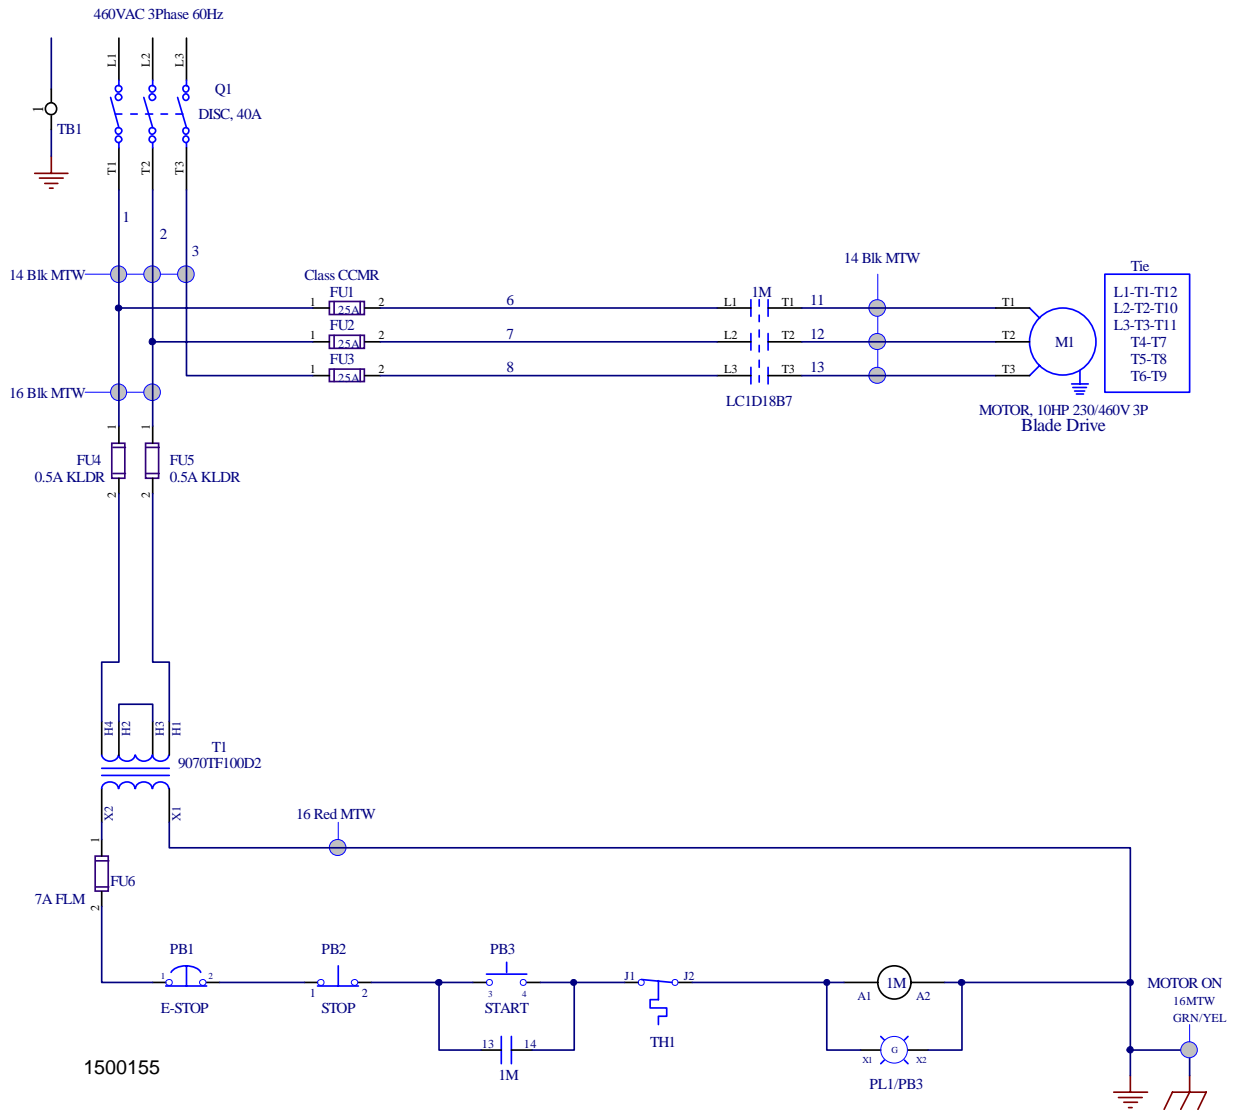 460VAC 3Phase 60Hz
L1
L2
L3
Q1
DISC, 40A
1
TB1
T1
T2
T3
1
2
3
14 Blk MTW
Class CCMR
14 Blk MTW
Tie
FU1
1
25A
2
6
L1
1M
T1
11
T1
L1-T1-T12
L2-T2-T10
L3-T3-T11
T4-T7
T5-T8
T6-T9
FU2
1
25A
2
7
L2
T2
12
T2
M1
FU3
1
25A
2
8
L3
T3
13
T3
LC1D18B7
MOTOR, 10HP 230/460V 3P
Blade Drive
16 Blk MTW
1
1
FU4
0.5A KLDR
FU5
0.5A KLDR
2
2
H4
H2
H3
H1
T1
9070TF100D2
X2
X1
16 Red MTW
1
FU6
7A FLM
2
PB1
1
2
E-STOP
PB2
1
2
STOP
PB3
3
4
START
J1
J2
TH1
1M
A1
A2
MOTOR ON
16MTW
GRN/YEL
13
14
1M
X1
G
X2
PL1/PB3
1500155